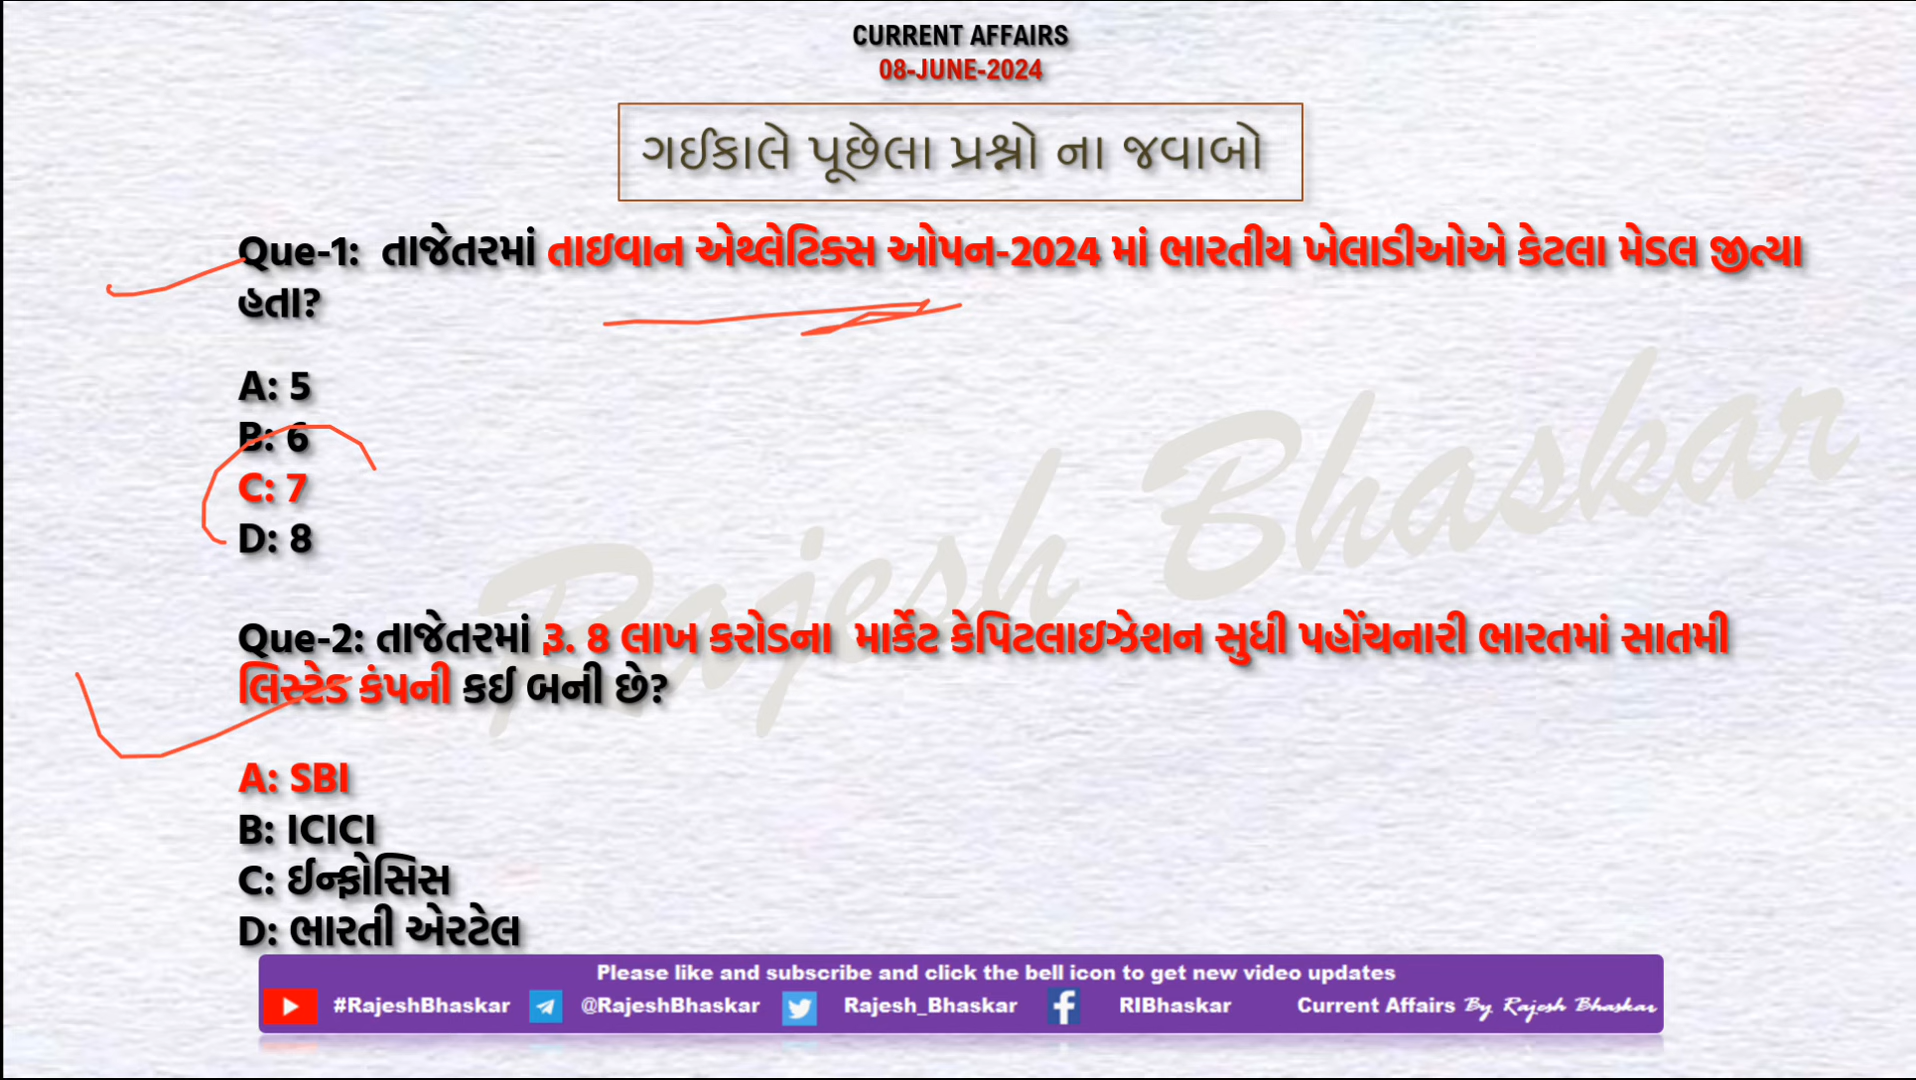 CURRENT AFFAIRS
08-JUNE-2024
ગઈકાલે પૂછેલા પ્રશ્નો ના જવાબો
Que-1: તાજેતરમાં તાઇવાન એથ્લેટિક્સ ઓપન-2024 માં ભારતીય ખેલાડીઓએ કેટલા મેડલ જીત્યા
હતા?
A: 5
B: 6
C: 7
D: 8
Rajesh Bhaskar
Que-2: તાજેતરમાં રૂ. 8 લાખ કરોડના માર્કેટ કેપિટલાઇઝેશન સુધી પહોંચનારી ભારતમાં સાતમી
લિસ્ટેડ કંપની કઈ બની છે?
A: SBI
B: ICICI
C: ઈન્ફોસિસ
D: ભારતી એરટેલ
Please like and subscribe and click the bell icon to get new video updates
#RajeshBhaskar @RajeshBhaskar Rajesh_Bhaskar RIBhaskar Current Affairs By Rajesh Bhaskar